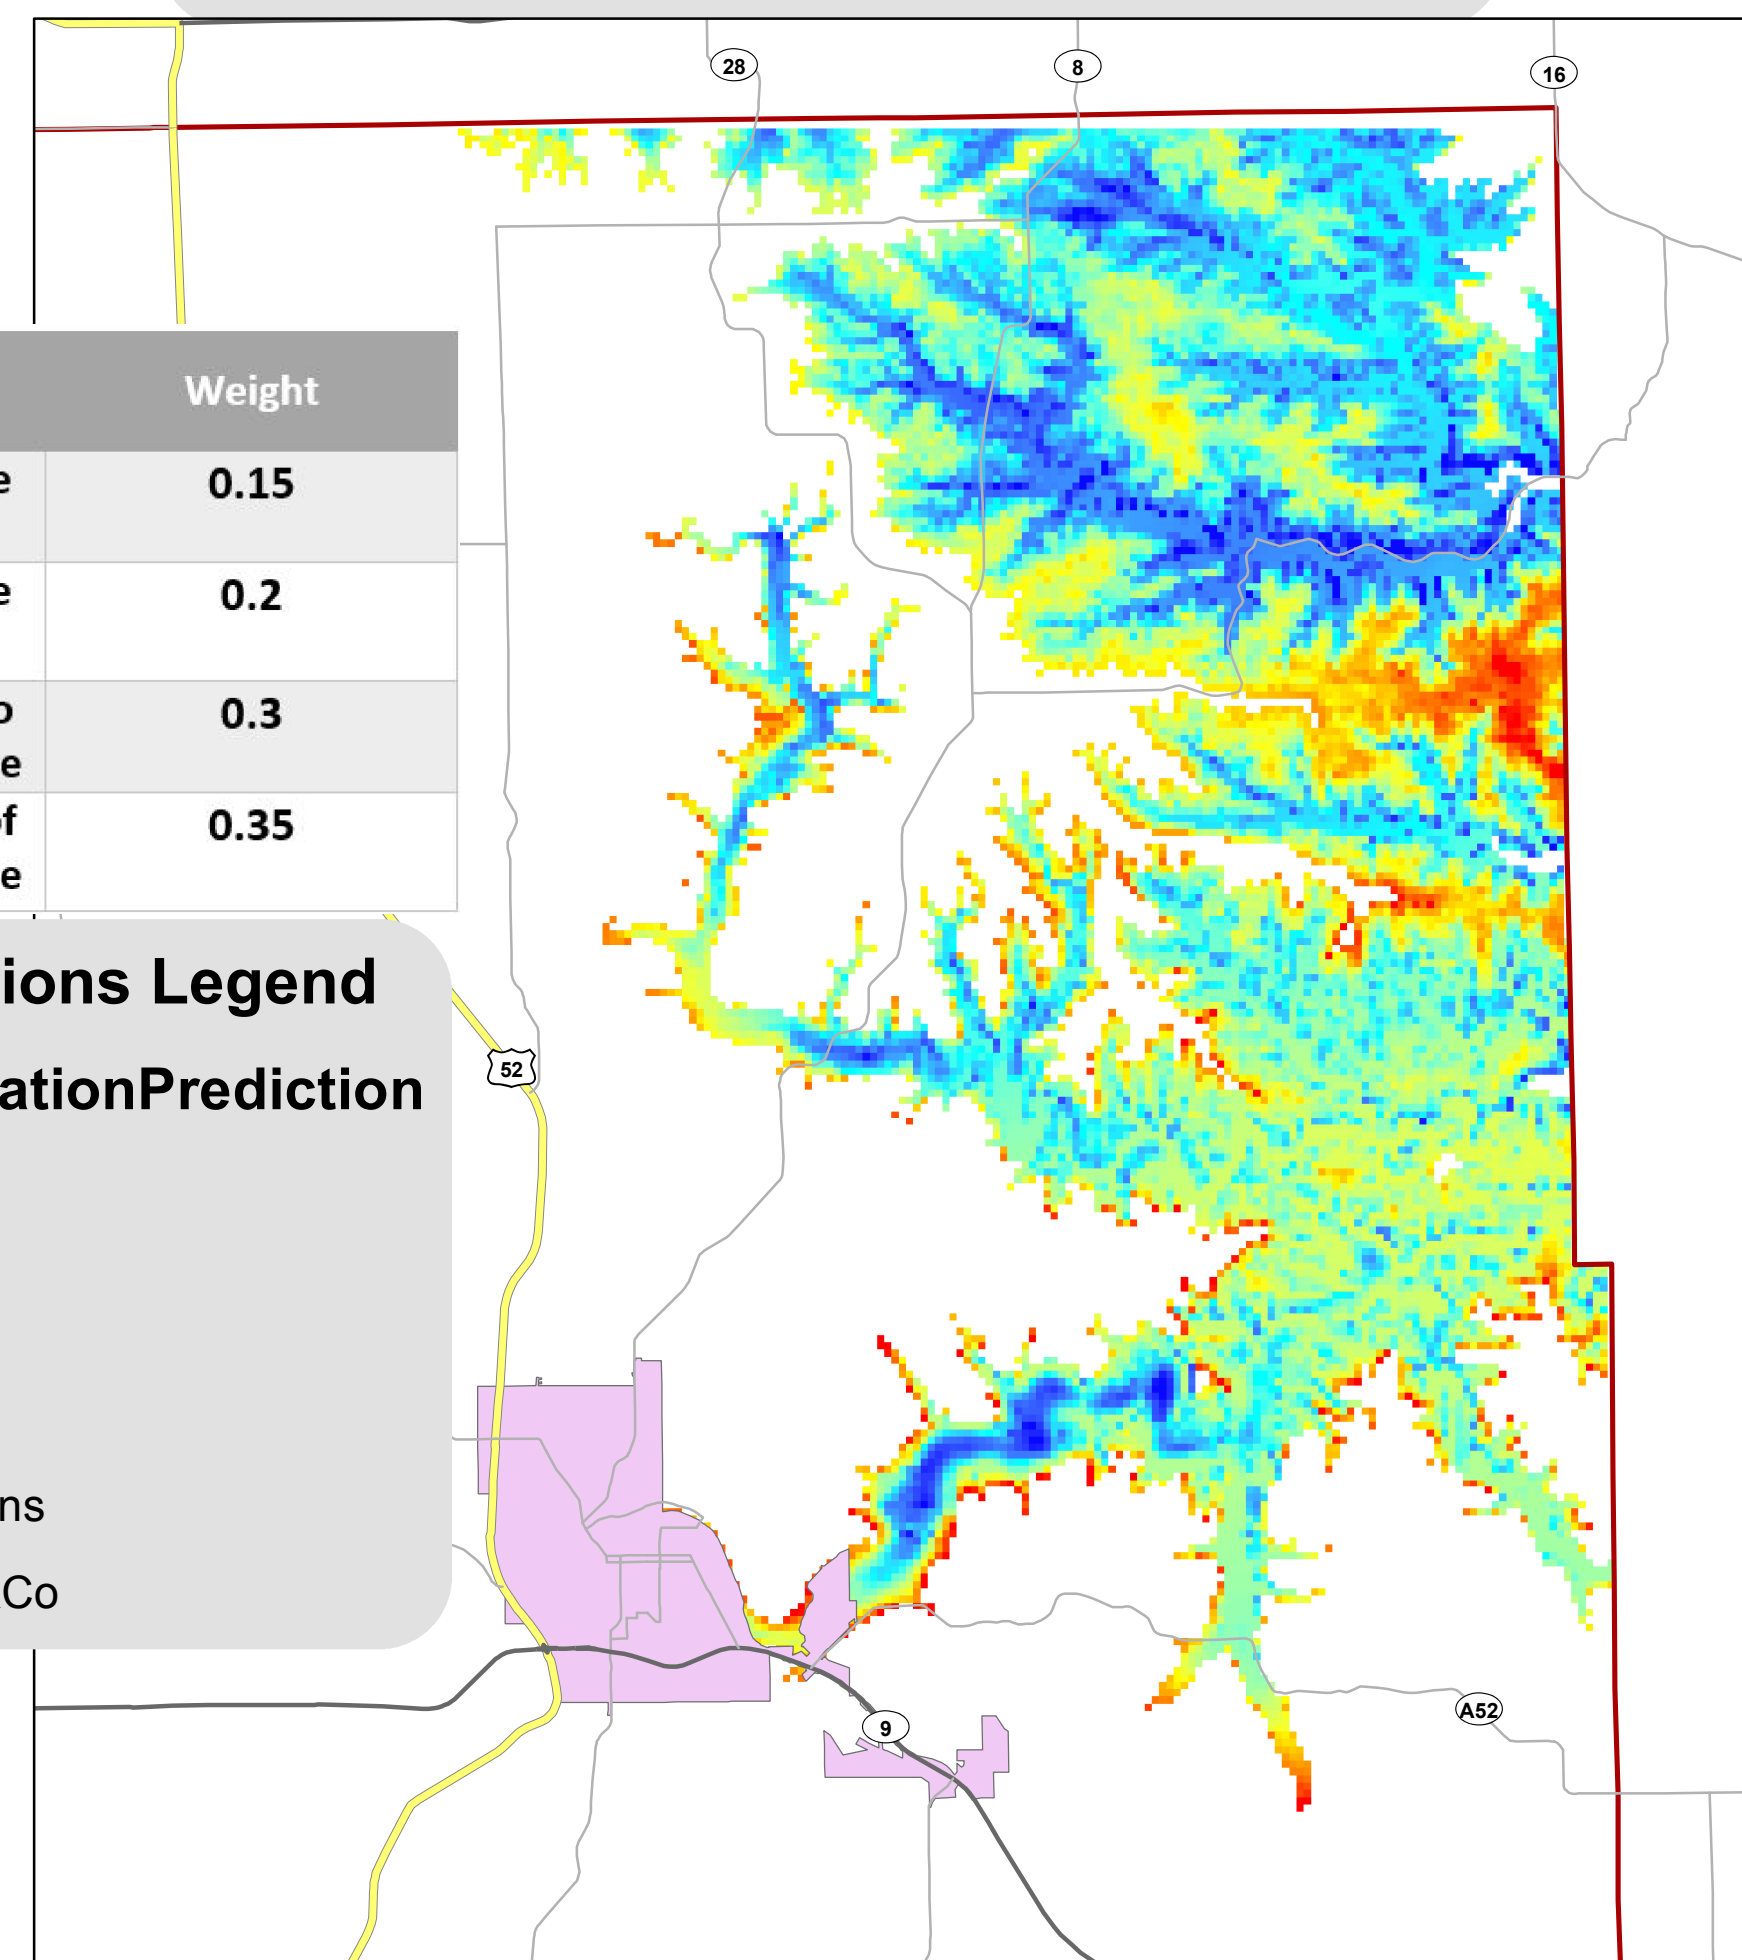 28
8
16
Weight
e
0.15
e
0.2
o
0.3
e
of
0.35
e
ions Legend
ationPrediction
52
ns
Co
A52
9